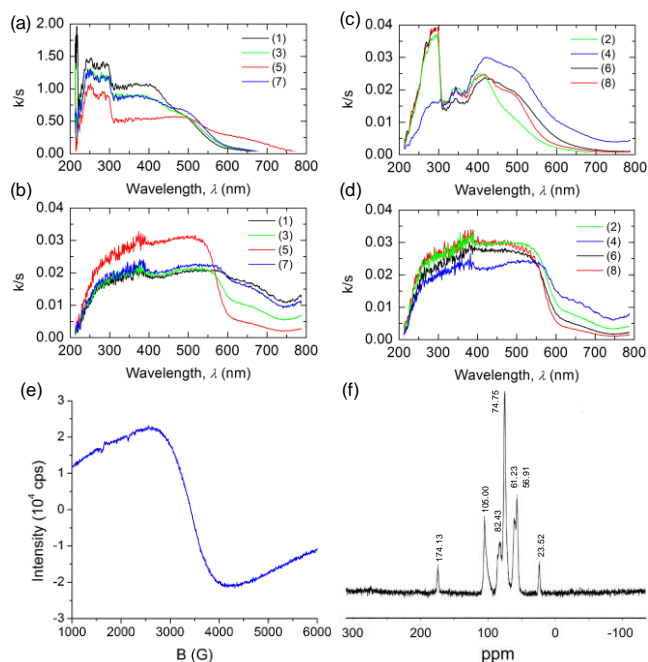 (a)
2.00
1.50
1.00
0.50
0.00
k/s
(1)
(3)
(5)
(7)
200 300 400 500 600 700 800
Wavelength, λ (nm)
(c)
0.04
0.03
0.02
0.01
0.00
k/s
(2)
(4)
(6)
(8)
200 300 400 500 600 700 800
Wavelength, λ (nm)
(b)
0.04
0.03
0.02
0.01
0.00
k/s
(1)
(3)
(5)
(7)
200 300 400 500 600 700 800
Wavelength, λ (nm)
(d)
0.04
0.03
0.02
0.01
0.00
k/s
(2)
(4)
(6)
(8)
200 300 400 500 600 700 800
Wavelength, λ (nm)
(e)
3
2
1
0
-1
-2
-3
Intensity (10⁴ cps)
1000 2000 3000 4000 5000 6000
B (G)
(f)
174.13
105.00
82.43
74.75
61.23
56.91
23.52
300 200 100 0 -100
ppm